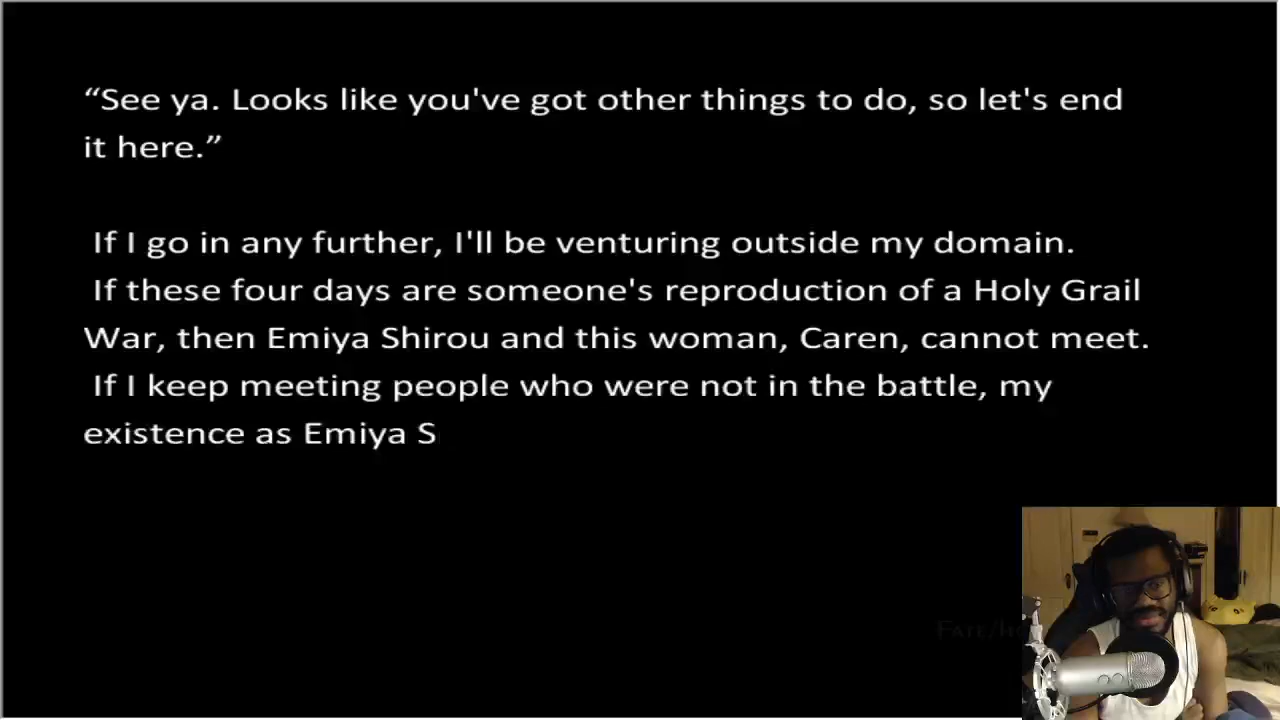 “See ya. Looks like you've got other things to do, so let's end
it here.”
If I go in any further, I'll be venturing outside my domain.
If these four days are someone's reproduction of a Holy Grail
War, then Emiya Shirou and this woman, Caren, cannot meet.
If I keep meeting people who were not in the battle, my
existence as Emiya S